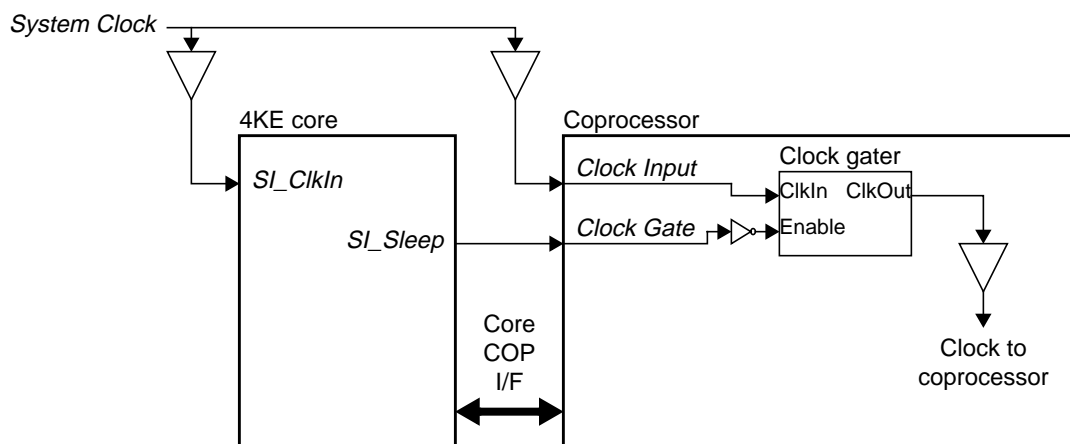 System Clock
4KE core
Coprocessor
SI_ClkIn
Clock Input
Clock gater
ClkIn
ClkOut
SI_Sleep
Clock Gate
Enable
Core
COP
I/F
Clock to
coprocessor